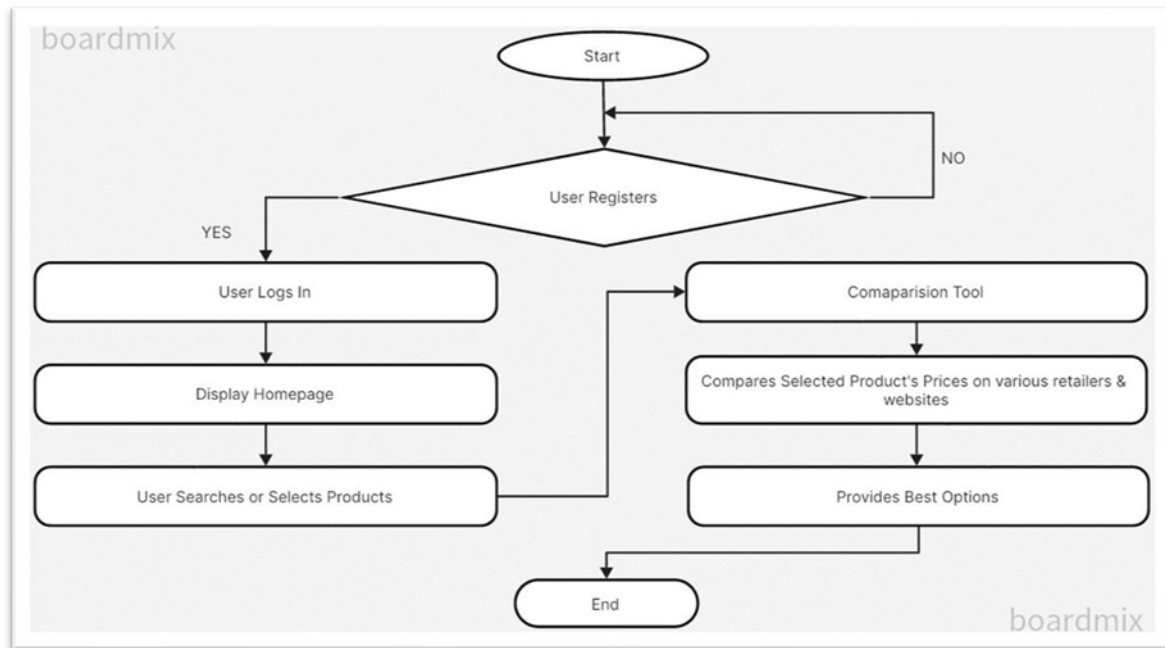 boardmix
Start
NO
User Registers
YES
User Logs In
Display Homepage
User Searches or Selects Products
Comaparision Tool
Compares Selected Product's Prices on various retailers &
websites
Provides Best Options
End
boardmix